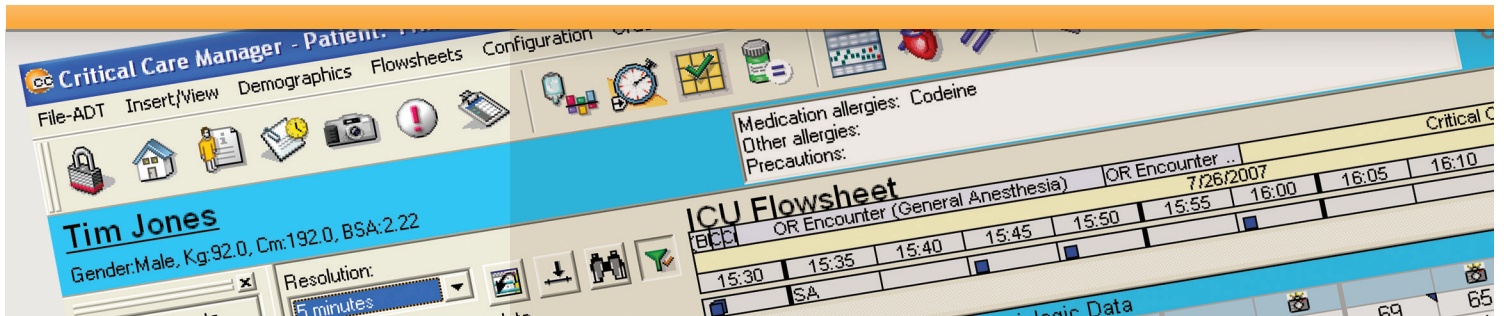 cc Critical Care Manager - Patient:
File-ADT Insert/View Demographics Flowsheets Configuration
Medication allergies: Codeine
Other allergies:
Precautions:
Tim Jones
Gender:Male, Kg:92.0, Cm:192.0, BSA:2.22
ICU Flowsheet
OR Encounter (General Anesthesia) OR Encounter ..
7/26/2007
15:30 15:35 15:40 15:45 15:50 15:55 16:00 16:05 16:10
SA
Resolution:
5 minutes
Data
69 65